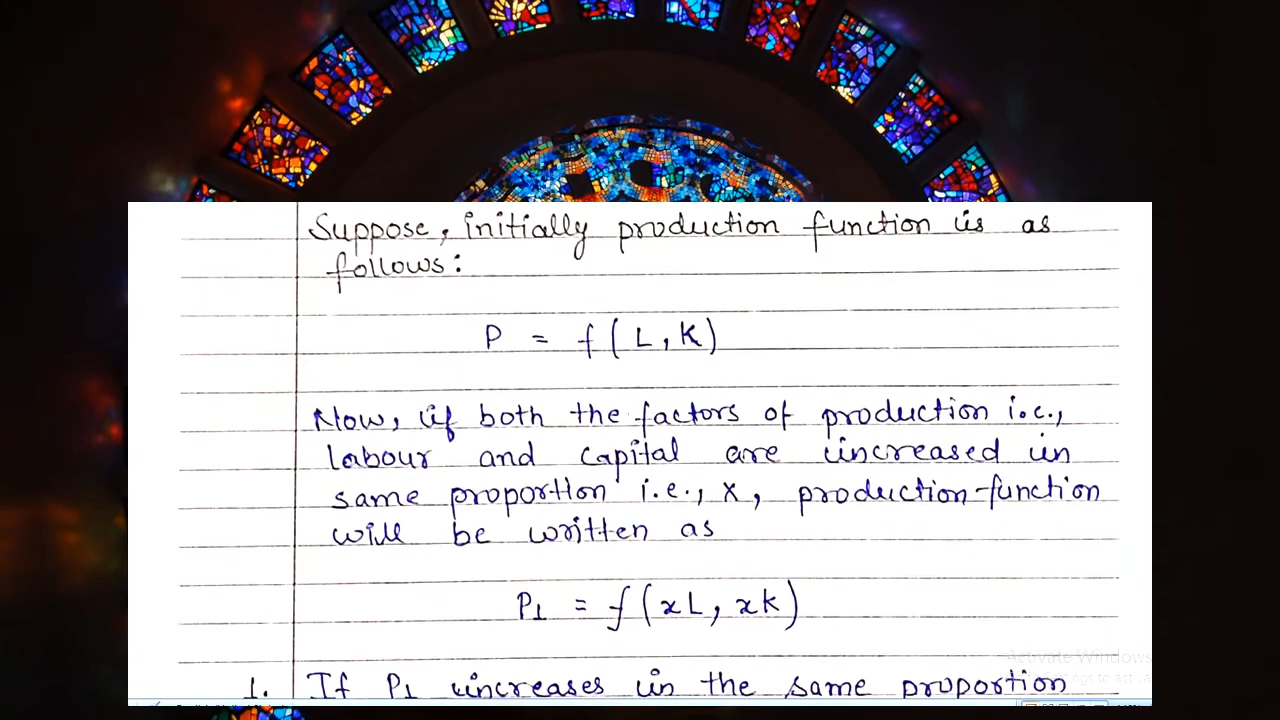 Suppose, initially production function is as
follows:
P = f(L,K)
Now, if both the factors of production i.e.,
labour and capital are increased in
same proportion i.e., x, production-function
will be written as
P1 = f(xL, xK)
1. If P1 increases in the same proportion
Activate Windows